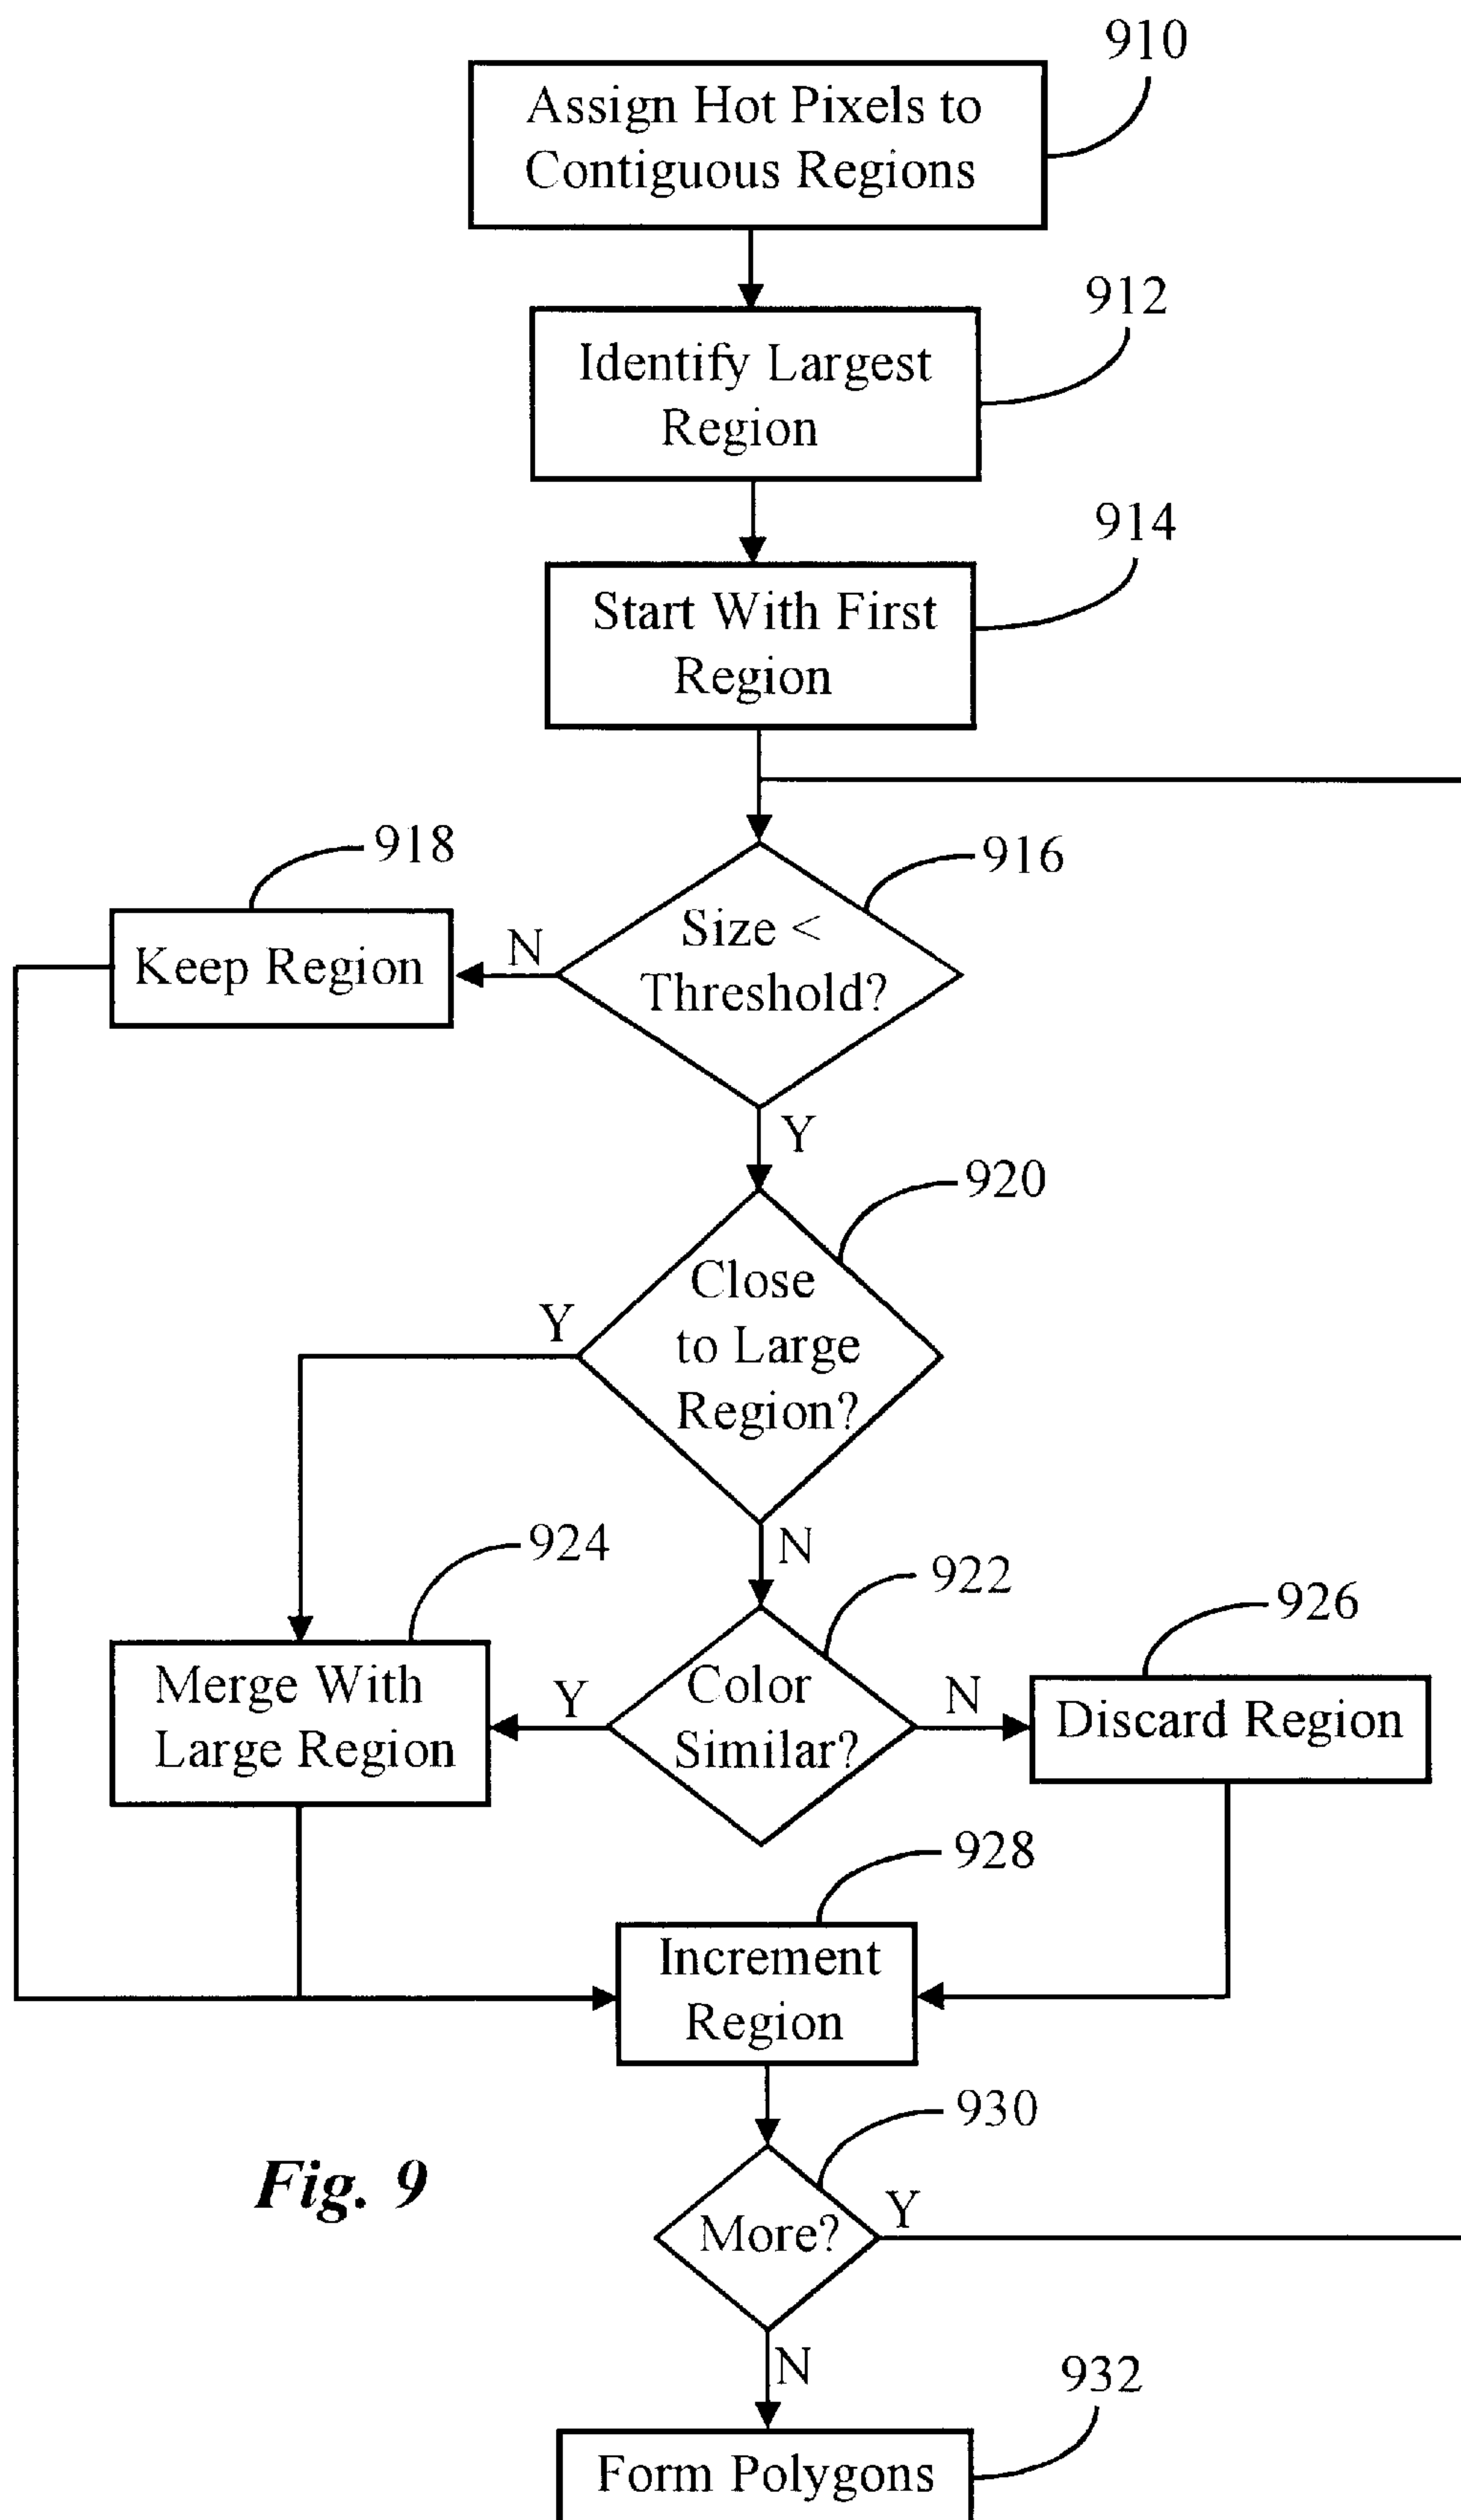 910
Assign Hot Pixels to
Contiguous Regions
912
Identify Largest
Region
914
Start With First
Region
918
916
Keep Region
N
Size <
Threshold?
Y
920
Close
to Large
Region?
Y
N
924
922
926
Merge With
Large Region
Y
Color
Similar?
N
Discard Region
928
Increment
Region
930
Fig. 9
More?
Y
N
932
Form Polygons